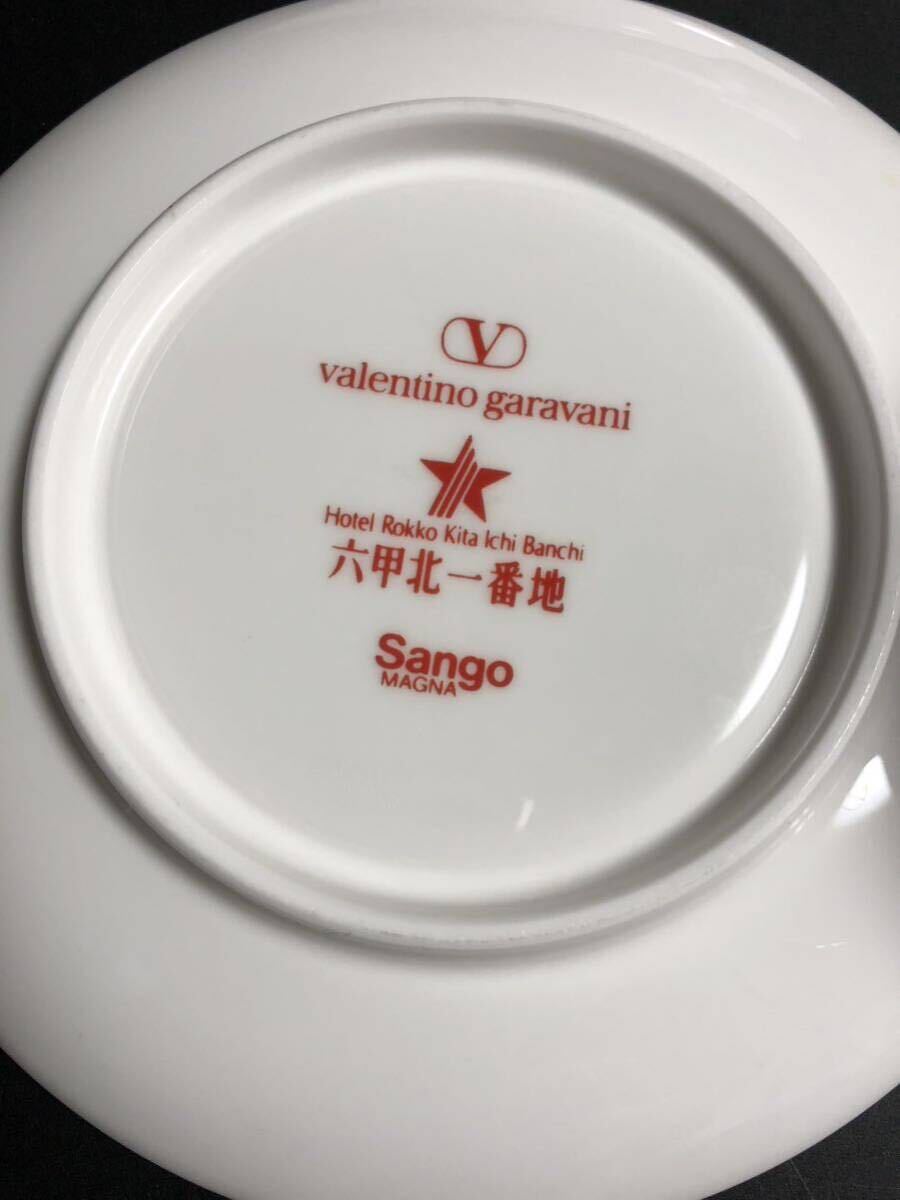 V
valentino garavani
Hotel Rokko Kita Ichi Banchi
六甲北一番地
Sango
MAGNA